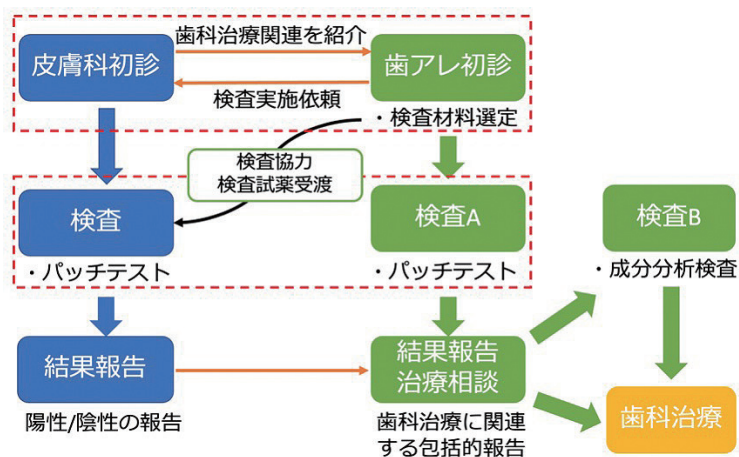 歯科治療関連を紹介
皮膚科初診
歯アレ初診
検査実施依頼
・検査材料選定
検査協力
検査試薬受渡
検査
検査A
検査B
・パッチテスト
・パッチテスト
・成分分析検査
結果報告
結果報告
治療相談
陽性/陰性の報告
歯科治療に関連
する包括的報告
歯科治療